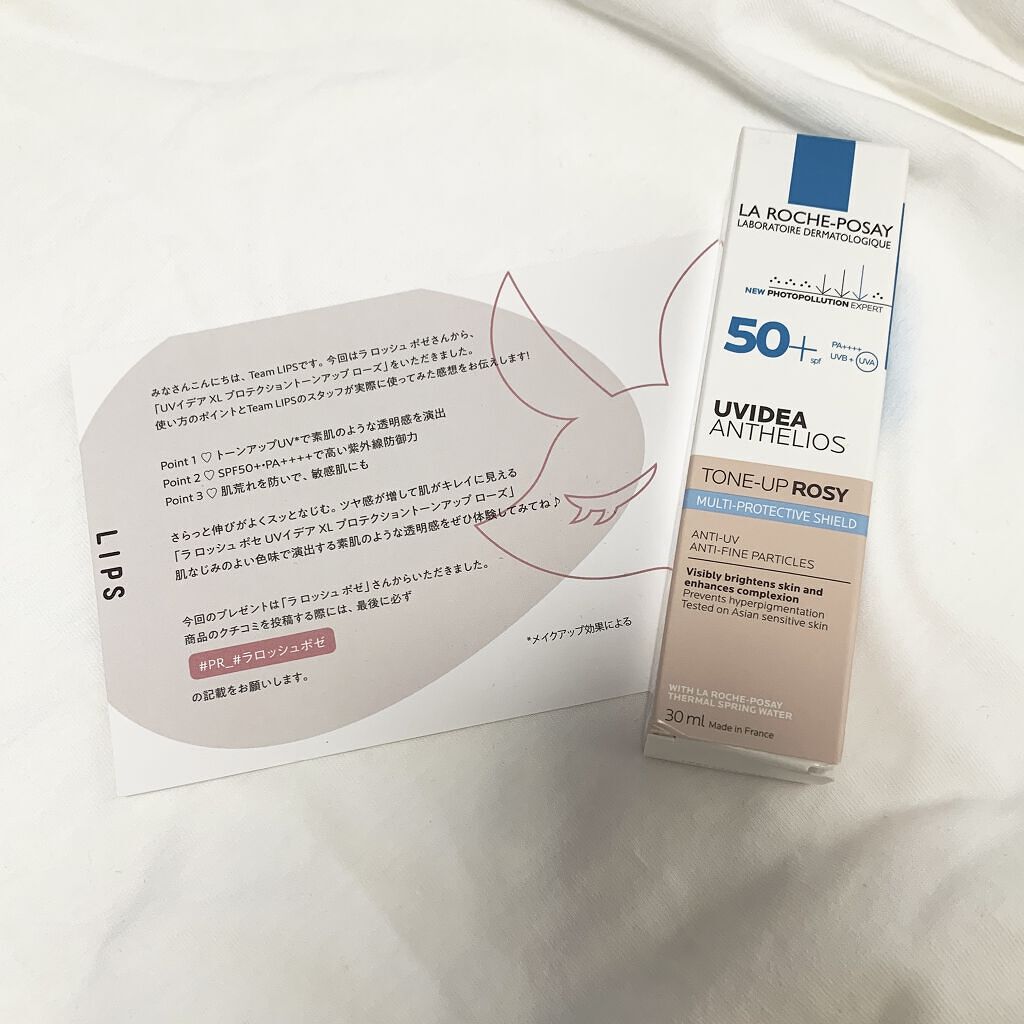 みなさんこんにちは、Team LIPSです。今回はラ ロッシュ ポゼさんから、
「UVイデア XL プロテクショントーンアップ ローズ」をいただきました。
使い方のポイントとTeam LIPSのスタッフが実際に使ってみた感想をお伝えします!
Point 1 ♡ トーンアップUV*で素肌のような透明感を演出
Point 2 ♡ SPF50+・PA++++で高い紫外線防御力
Point 3 ♡ 肌荒れを防いで、敏感肌にも
さらっと伸びがよくスッとなじむ。ツヤ感が増して肌がキレイに見える
「ラ ロッシュ ポゼ UVイデア XL プロテクショントーンアップ ローズ」
肌なじみのよい色味で演出する素肌のような透明感をぜひ体験してみてね♪
今回のプレゼントは「ラ ロッシュ ポゼ」さんからいただきました。
商品のクチコミを投稿する際には、最後に必ず
#PR_#ラロッシュポゼ
の記載をお願いします。
*メイクアップ効果による
LIPS
LA ROCHE-POSAY
LABORATOIRE DERMATOLOGIQUE
NEW PHOTOPOLLUTION EXPERT
50+ spf
PA++++
UVB + UVA
UVIDEA
ANTHELIOS
TONE-UP ROSY
MULTI-PROTECTIVE SHIELD
ANTI-UV
ANTI-FINE PARTICLES
Visibly brightens skin and
enhances complexion
Prevents hyperpigmentation
Tested on Asian sensitive skin
WITH LA ROCHE-POSAY
THERMAL SPRING WATER
30 ml Made in France